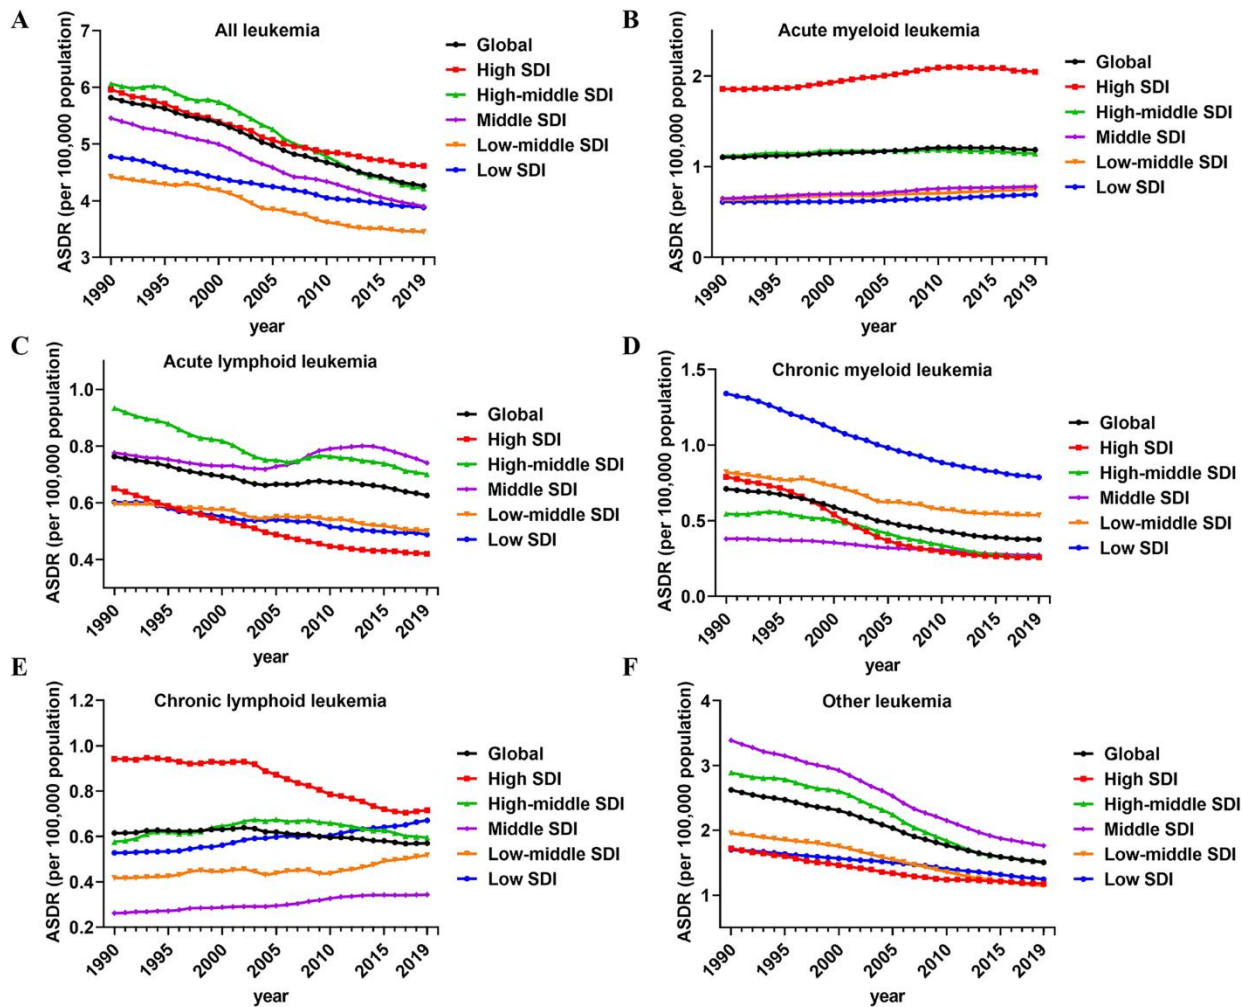 A
All leukemia
ASDR (per 100,000 population)
7
6
5
4
3
1990
1995
2000
2005
2010
2015
2019
year
Global
High SDI
High-middle SDI
Middle SDI
Low-middle SDI
Low SDI
B
Acute myeloid leukemia
ASDR (per 100,000 population)
2
1
0
1990
1995
2000
2005
2010
2015
2019
year
Global
High SDI
High-middle SDI
Middle SDI
Low-middle SDI
Low SDI
C
Acute lymphoid leukemia
ASDR (per 100,000 population)
1.0
0.8
0.6
0.4
1990
1995
2000
2005
2010
2015
2019
year
Global
High SDI
High-middle SDI
Middle SDI
Low-middle SDI
Low SDI
D
Chronic myeloid leukemia
ASDR (per 100,000 population)
1.5
1.0
0.5
0.0
1990
1995
2000
2005
2010
2015
2019
year
Global
High SDI
High-middle SDI
Middle SDI
Low-middle SDI
Low SDI
E
Chronic lymphoid leukemia
ASDR (per 100,000 population)
1.2
1.0
0.8
0.6
0.4
0.2
1990
1995
2000
2005
2010
2015
2019
year
Global
High SDI
High-middle SDI
Middle SDI
Low-middle SDI
Low SDI
F
Other leukemia
ASDR (per 100,000 population)
4
3
2
1
1990
1995
2000
2005
2010
2015
2019
year
Global
High SDI
High-middle SDI
Middle SDI
Low-middle SDI
Low SDI